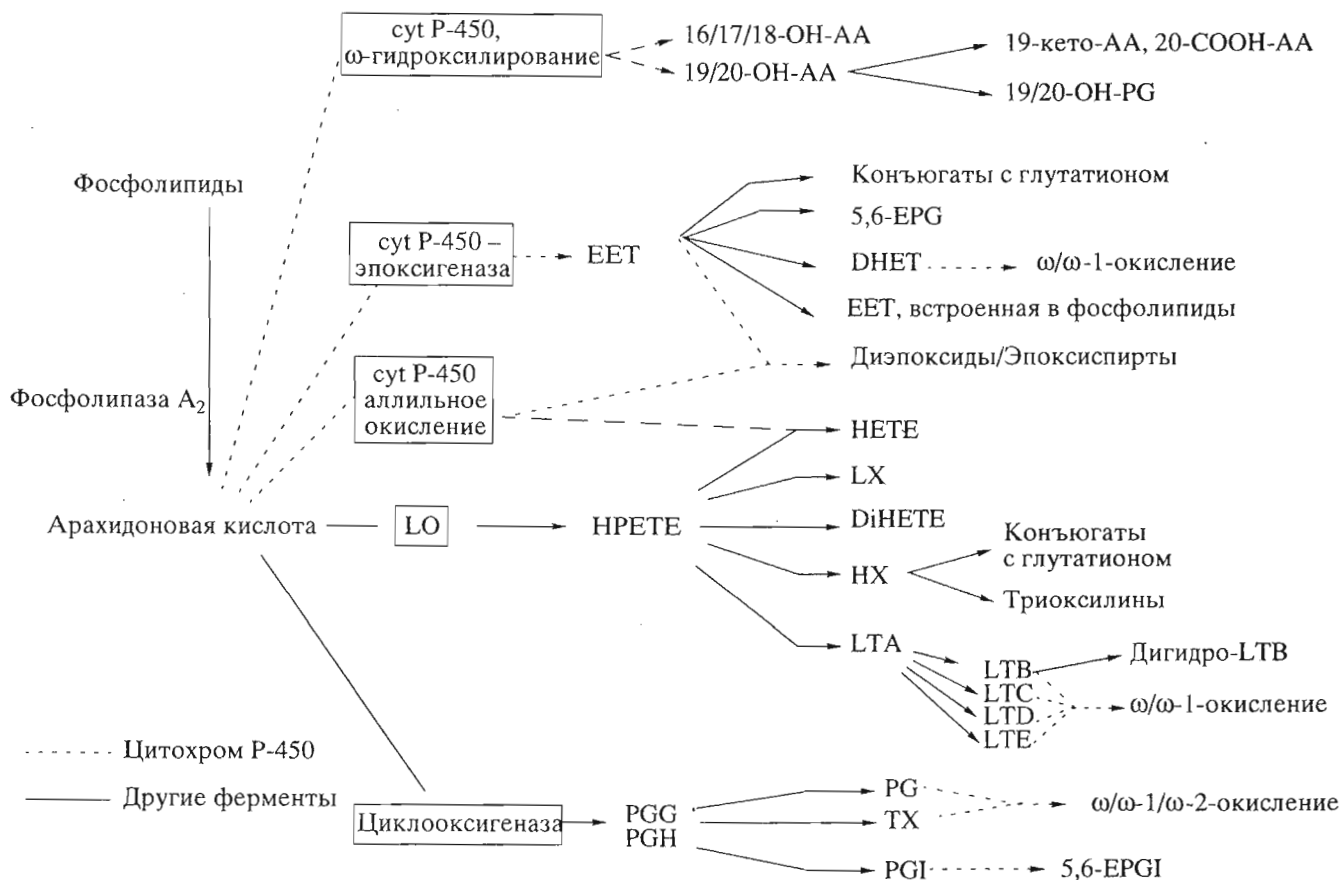 cyt P-450,
ω-гидроксилирование
16/17/18-OH-AA
19/20-OH-AA
19-кето-AA, 20-COOH-AA
19/20-OH-PG
Фосфолипиды
cyt P-450 –
эпоксигеназа
EET
Конъюгаты с глутатионом
5,6-EPG
DHET
ω/ω-1-окисление
EET, встроенная в фосфолипиды
Диэпоксиды/Эпоксиспирты
Фосфолипаза A₂
cyt P-450
аллильное
окисление
HETE
LX
Арахидоновая кислота
LO
HPETE
DiHETE
HX
Конъюгаты
с глутатионом
Триоксилины
LTA
LTB
LTC
LTD
LTE
Дигидро-LTB
ω/ω-1-окисление
Цитохром P-450
Другие ферменты
Циклооксигеназа
PGG
PGH
PG
TX
ω/ω-1/ω-2-окисление
PGI
5,6-EPGI